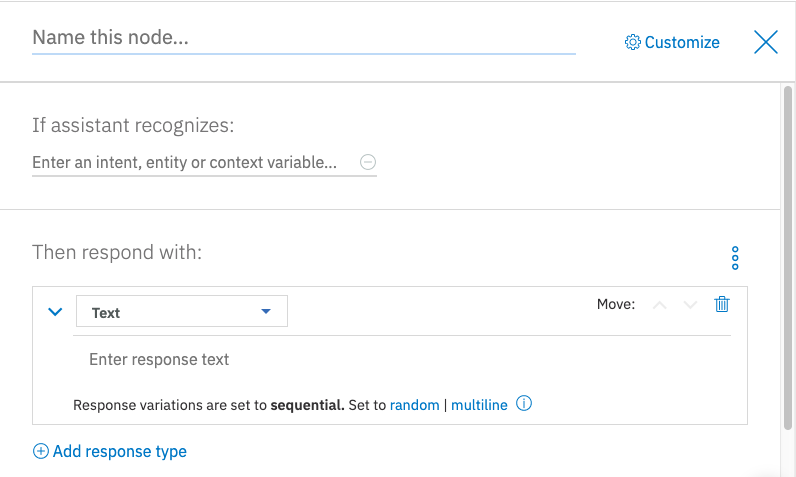 Name this node...
Customize
If assistant recognizes:
Enter an intent, entity or context variable...
Then respond with:
Text
Move:
Enter response text
Response variations are set to sequential. Set to random | multiline
Add response type